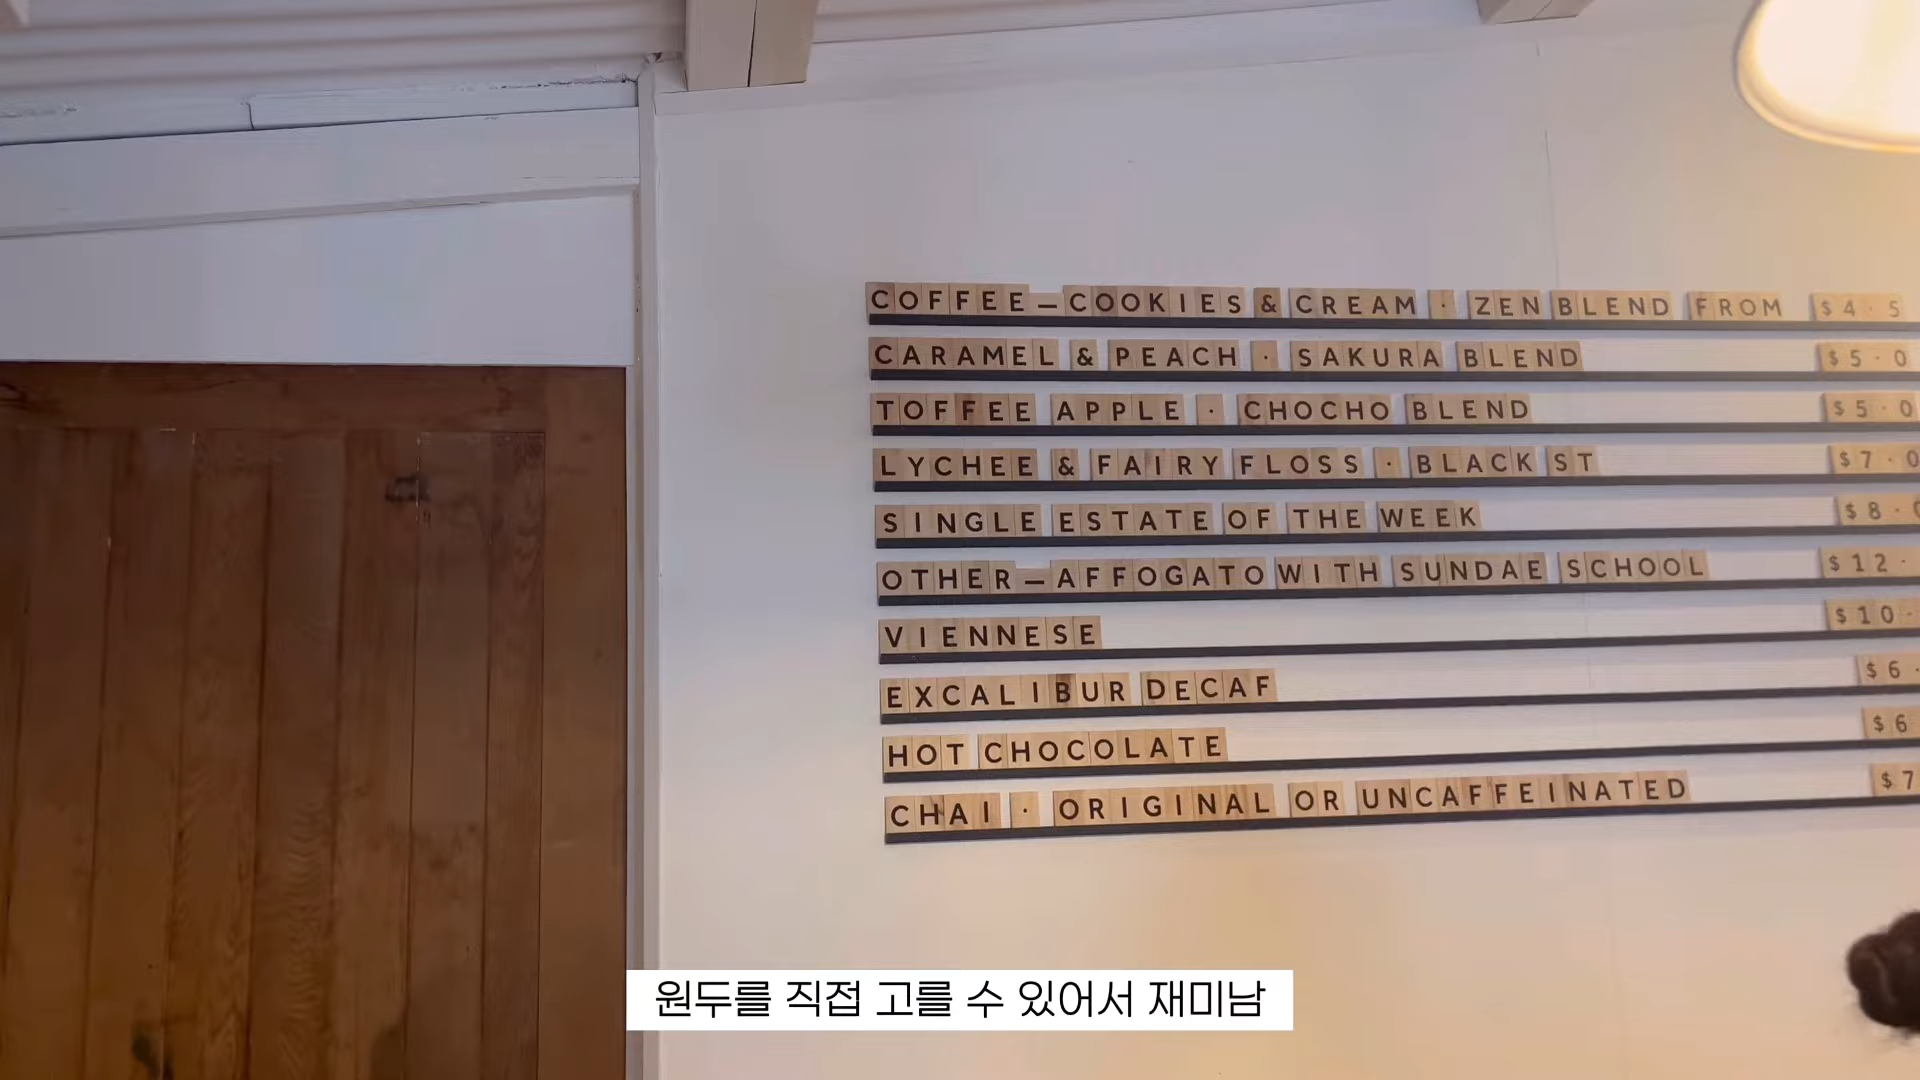 COFFEE — COOKIES & CREAM · ZEN BLEND FROM $4·5
CARAMEL & PEACH · SAKURA BLEND $5·0
TOFFEE APPLE · CHOCHO BLEND $5·0
LYCHEE & FAIRY FLOSS · BLACK ST $7·0
SINGLE ESTATE OF THE WEEK $8·
OTHER — AFFOGATO WITH SUNDAE SCHOOL $12·
VIENNESE $10·
EXCALIBUR DECAF $6·
HOT CHOCOLATE $6
CHAI · ORIGINAL OR UNCAFFEINATED $7
원두를 직접 고를 수 있어서 재미남